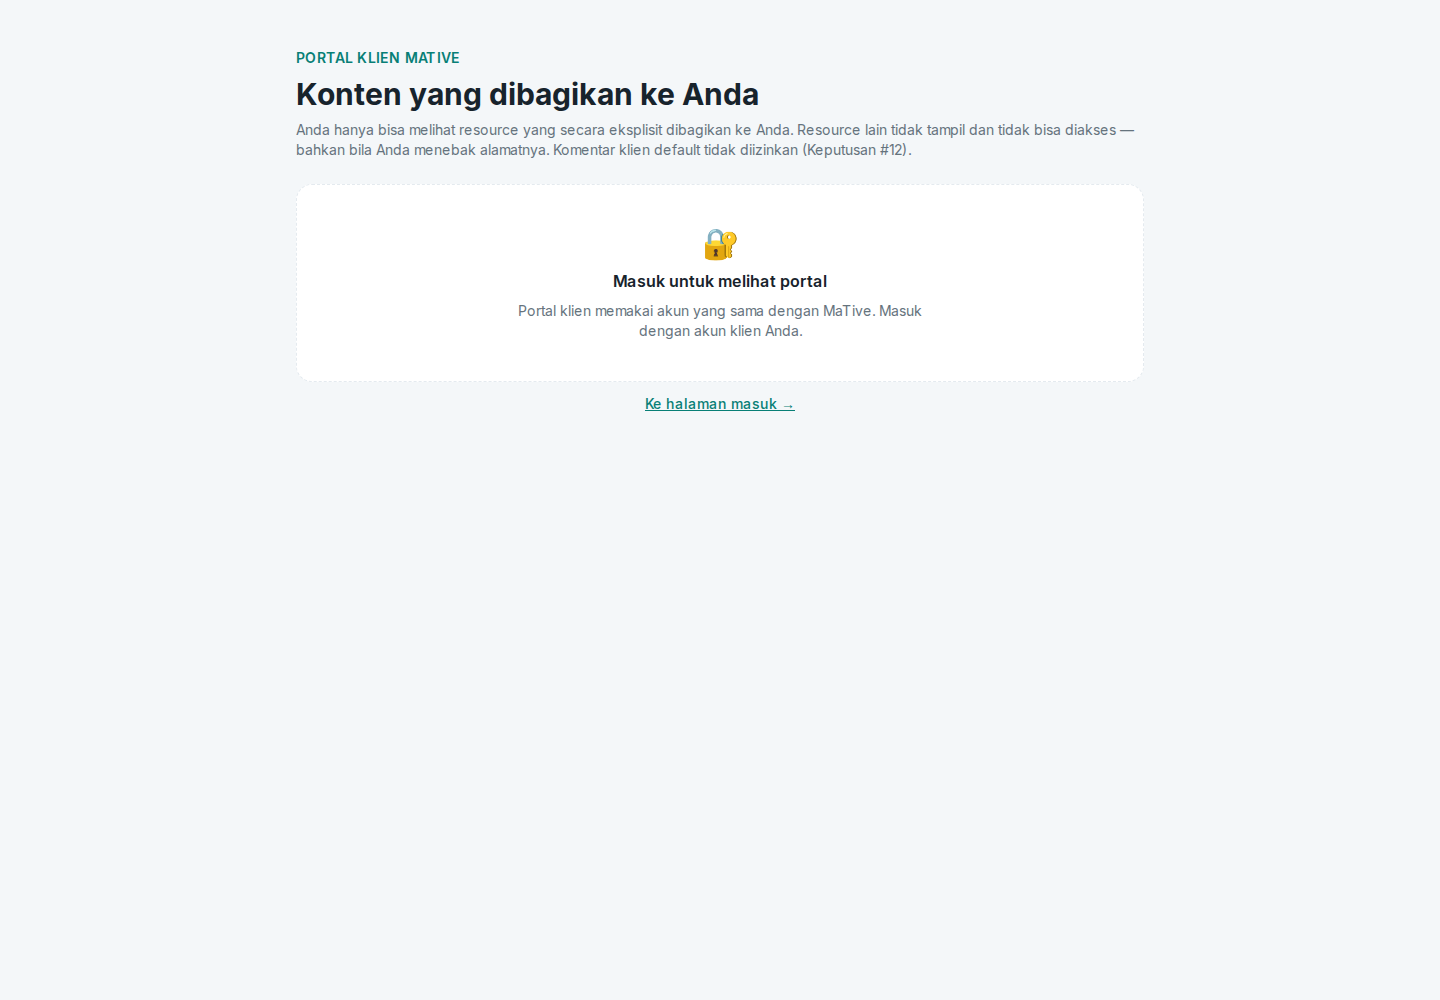 PORTAL KLIEN MATIVE
Konten yang dibagikan ke Anda
Anda hanya bisa melihat resource yang secara eksplisit dibagikan ke Anda. Resource lain tidak tampil dan tidak bisa diakses —
bahkan bila Anda menebak alamatnya. Komentar klien default tidak diizinkan (Keputusan #12).
Masuk untuk melihat portal
Portal klien memakai akun yang sama dengan MaTive. Masuk
dengan akun klien Anda.
Ke halaman masuk →